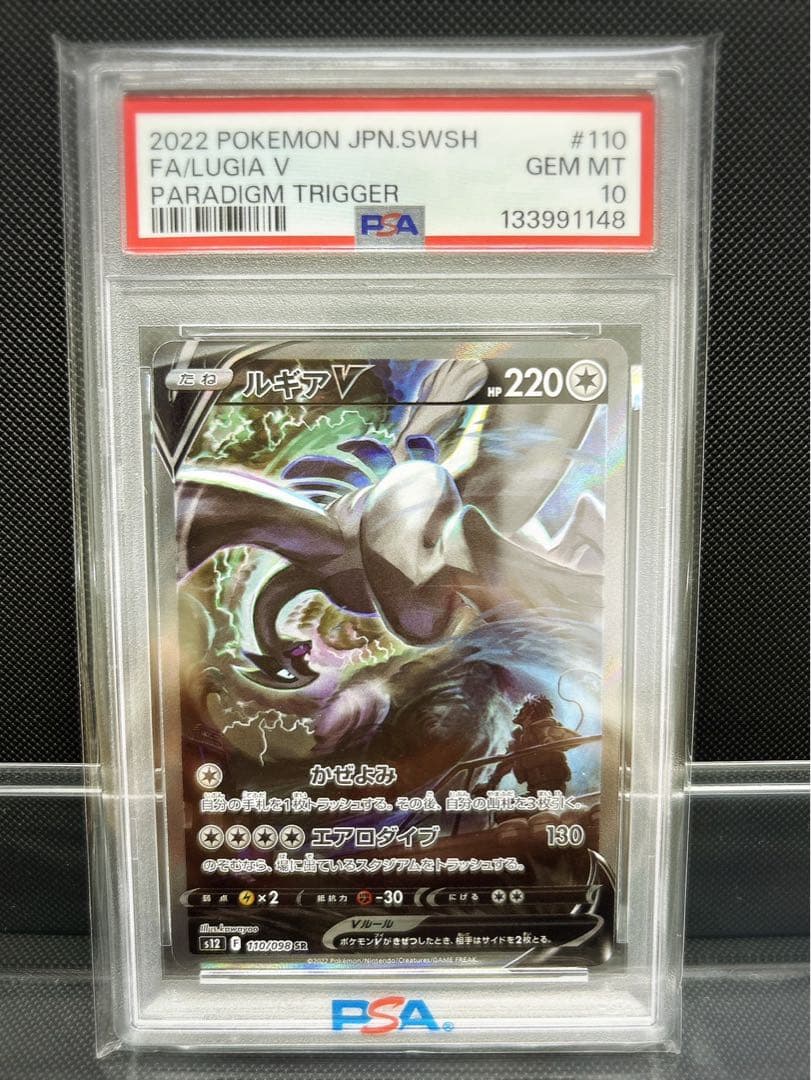 2022 POKEMON JPN.SWSH #110
FA/LUGIA V GEM MT
PARADIGM TRIGGER 10
PSA 133991148
たね ルギアV HP 220
かぜよみ
自分の手札を1枚トラッシュする。その後、自分の山札を3枚引く。
エアロダイブ 130
のぞむなら、場に出ているスタジアムをトラッシュする。
弱点 ×2 抵抗力 -30 にげる
Vルール
ポケモンVがきぜつしたとき、相手はサイドを2枚とる。
Illus.kawayoo
s12 F 110/098 SR
©2022 Pokémon/Nintendo/Creatures/GAME FREAK.
PSA®